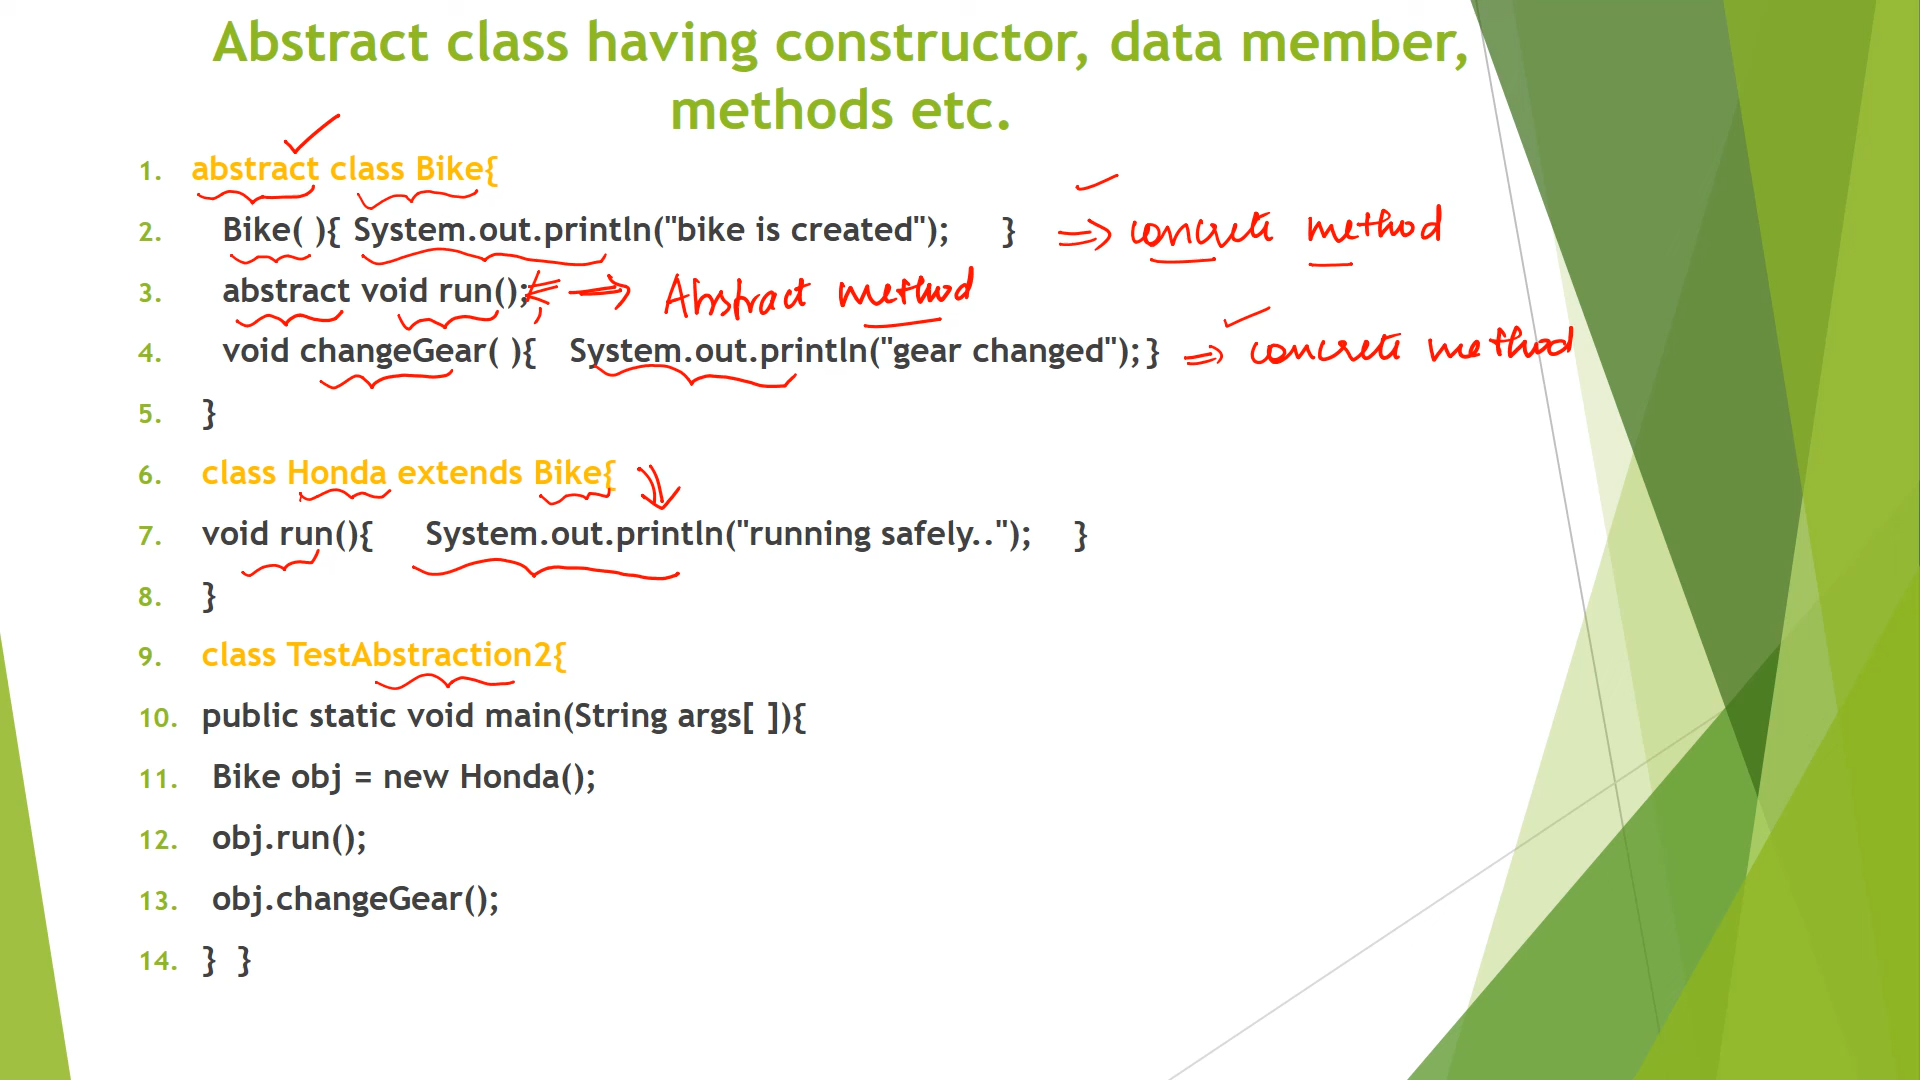 Abstract class having constructor, data member,
methods etc.
1. abstract class Bike{
2. Bike( ){ System.out.println("bike is created"); } ⇒ concrete method
3. abstract void run(); → Abstract method
4. void changeGear( ){ System.out.println("gear changed");} ⇒ concrete method
5. }
6. class Honda extends Bike{
7. void run(){ System.out.println("running safely.."); }
8. }
9. class TestAbstraction2{
10. public static void main(String args[ ]){
11. Bike obj = new Honda();
12. obj.run();
13. obj.changeGear();
14. } }